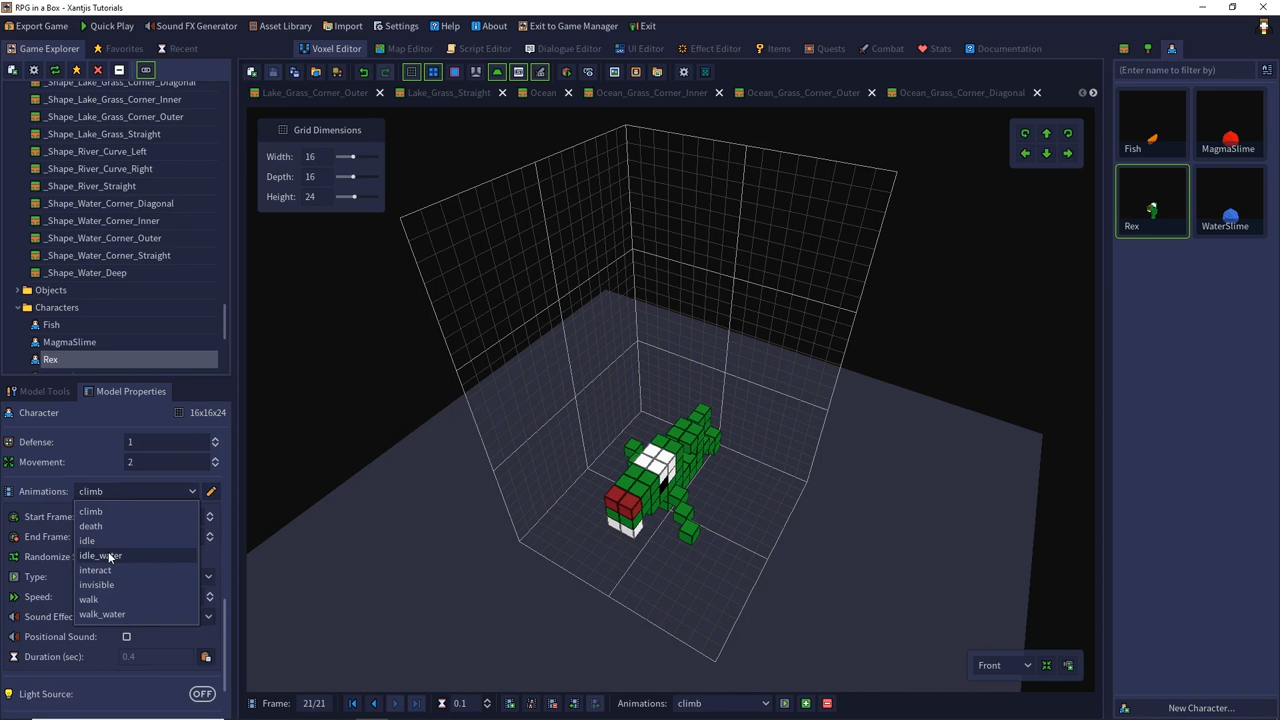 RPG in a Box - Xantjis Tutorials
Export Game
Quick Play
Sound FX Generator
Asset Library
Import
Settings
Help
About
Exit to Game Manager
Exit
Game Explorer
Favorites
Recent
Voxel Editor
Map Editor
Script Editor
Dialogue Editor
UI Editor
Effect Editor
Items
Quests
Combat
Stats
Documentation
Lake_Grass_Corner_Outer
Lake_Grass_Straight
Ocean
Ocean_Grass_Corner_Inner
Ocean_Grass_Corner_Outer
Ocean_Grass_Corner_Diagonal
_Shape_Lake_Grass_Corner_Diagonal
_Shape_Lake_Grass_Corner_Inner
_Shape_Lake_Grass_Corner_Outer
_Shape_Lake_Grass_Straight
_Shape_River_Curve_Left
_Shape_River_Curve_Right
_Shape_River_Straight
_Shape_Water_Corner_Diagonal
_Shape_Water_Corner_Inner
_Shape_Water_Corner_Outer
_Shape_Water_Corner_Straight
_Shape_Water_Deep
Objects
Characters
Fish
MagmaSlime
Rex
Model Tools
Model Properties
Character
16x16x24
Defense: 1
Movement: 2
Animations: climb
climb
death
idle
idle_water
interact
invisible
walk
walk_water
Start Frame
End Frame:
Randomize
Type:
Speed:
Sound Effe
Positional Sound:
Duration (sec): 0.4
Light Source: OFF
Grid Dimensions
Width: 16
Depth: 16
Height: 24
Front
Frame: 21/21
0.1
Animations: climb
(Enter name to filter by)
Fish
MagmaSlime
Rex
WaterSlime
New Character...